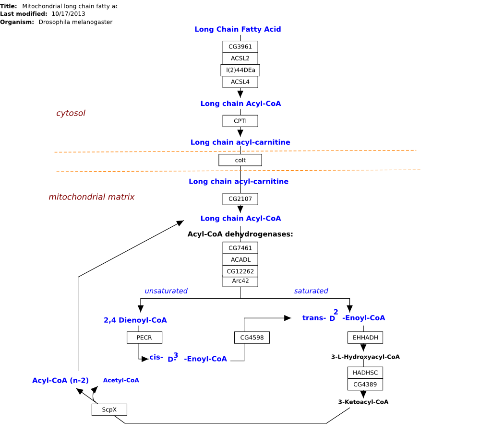 Title: Mitochondrial long chain fatty a
Last modified: 10/17/2013
Organism: Drosophila melanogaster
Long Chain Fatty Acid
CG3961
ACSL2
l(2)44DEa
ACSL4
Long chain Acyl-CoA
cytosol
CPTI
Long chain acyl-carnitine
colt
Long chain acyl-carnitine
mitochondrial matrix
CG2107
Long chain Acyl-CoA
Acyl-CoA dehydrogenases:
CG7461
ACADL
CG12262
Arc42
unsaturated saturated
2,4 Dienoyl-CoA
trans- D2 -Enoyl-CoA
PECR CG4598 EHHADH
cis- D-3 -Enoyl-CoA
3-L-Hydroxyacyl-CoA
HADHSC
CG4389
Acyl-CoA (n-2) Acetyl-CoA
3-Ketoacyl-CoA
ScpX